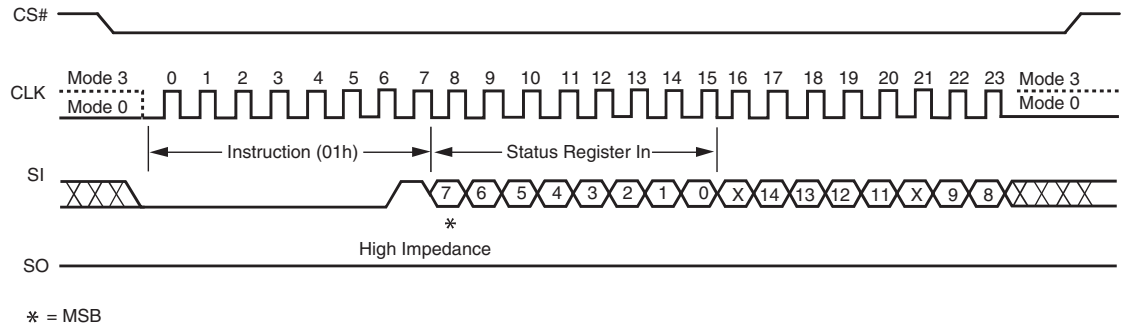 CS#
Mode 3 0 1 2 3 4 5 6 7 8 9 10 11 12 13 14 15 16 17 18 19 20 21 22 23 Mode 3
CLK
Mode 0 Mode 0
Instruction (01h) Status Register In
SI
7 6 5 4 3 2 1 0 X 14 13 12 11 X 9 8
*
High Impedance
SO
* = MSB